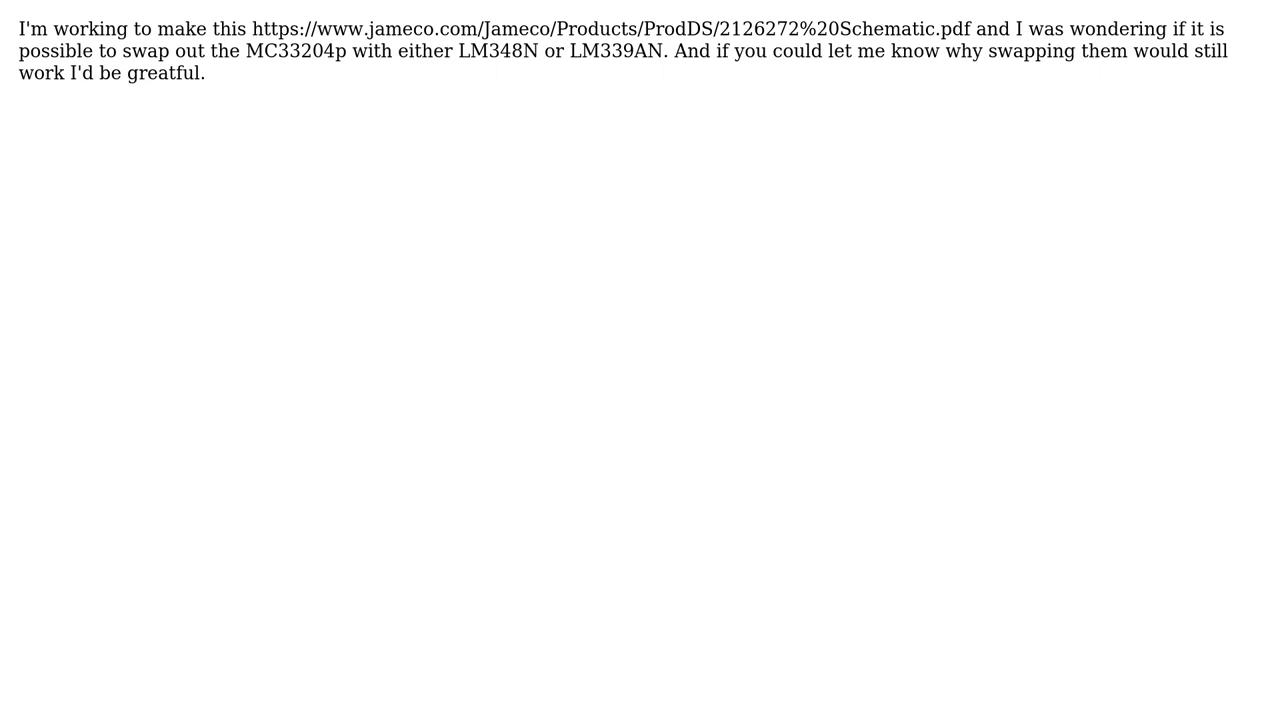 I'm working to make this https://www.jameco.com/Jameco/Products/ProdDS/2126272%20Schematic.pdf and I was wondering if it is
possible to swap out the MC33204p with either LM348N or LM339AN. And if you could let me know why swapping them would still
work I'd be greatful.